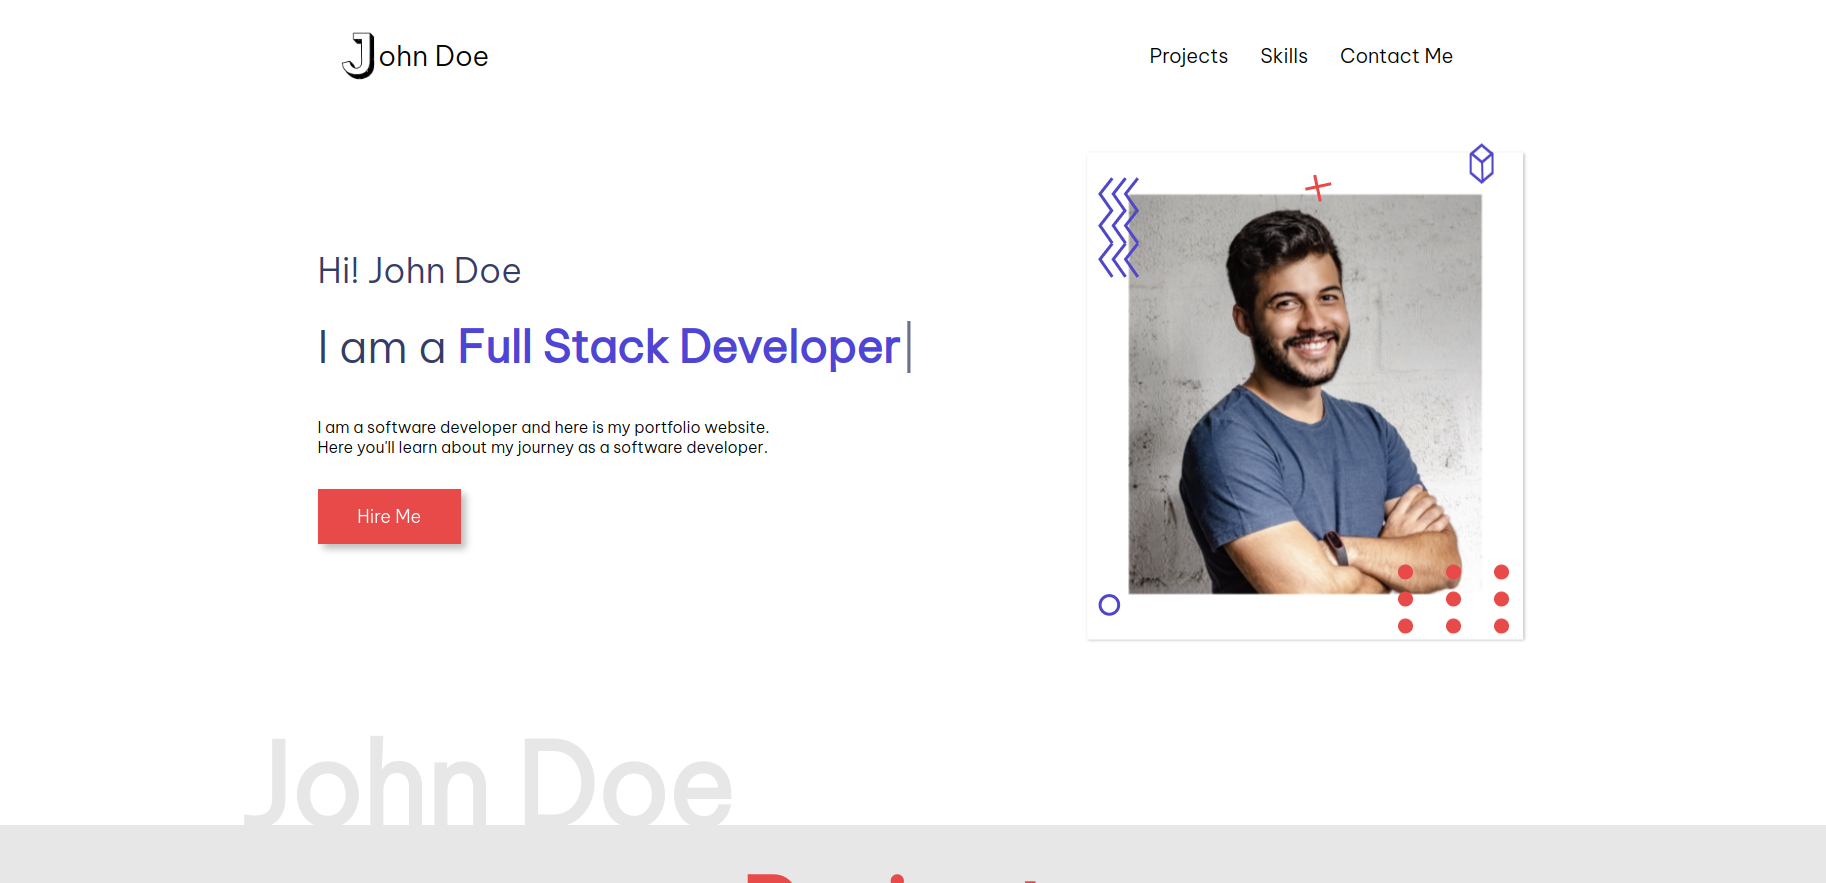 John Doe
Projects Skills Contact Me
Hi! John Doe
I am a Full Stack Developer
I am a software developer and here is my portfolio website.
Here you'll learn about my journey as software developer.
Hire Me
John Doe